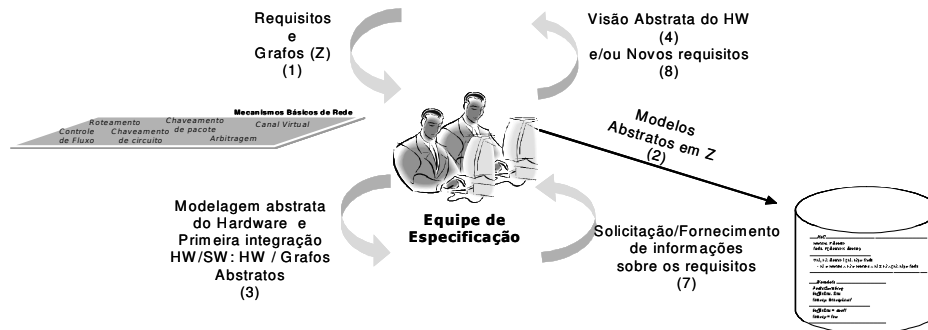 Requisitos
e
Grafos (Z)
(1)
Visão Abstrata do HW
(4)
e/ou Novos requisitos
(8)
Mecanismos Básicos de Rede
Roteamento
Chaveamento
de pacote
Canal Virtual
Controle
de Fluxo
Chaveamento
de circuito
Arbitragem
Modelos
Abstratos em Z
(2)
Modelagem abstrata
do Hardware e
Primeira integração
HW/SW: HW / Grafos
Abstratos
(3)
Equipe de
Especificação
Solicitação/Fornecimento
de informações
sobre os requisitos
(7)